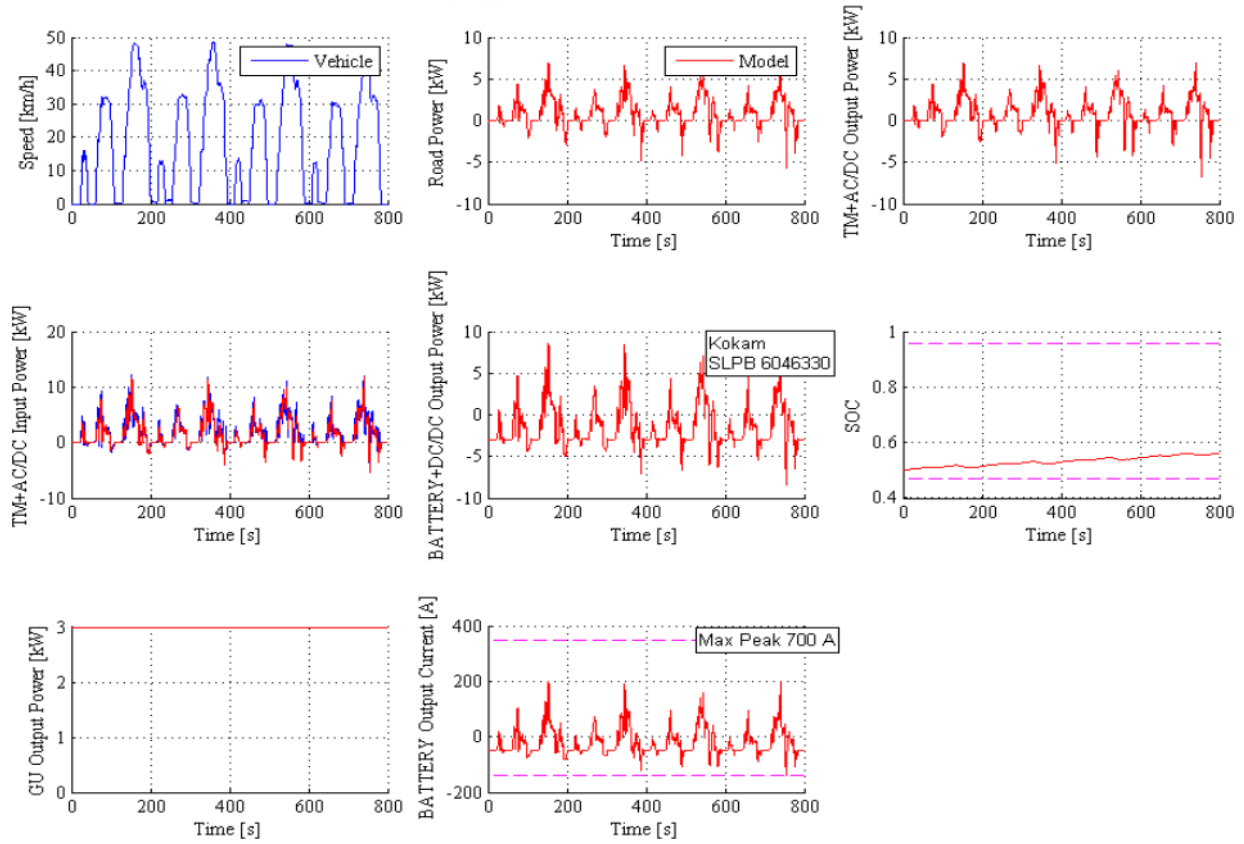 50
40
30
20
10
0
Speed [km/h]
Vehicle
0 200 400 600 800
10
5
0
-5
-10
Road Power [kW]
Model
0 200 400 600 800
Time [s]
10
5
0
-5
-10
TM+AC/DC Output Power [kW]
0 200 400 600 800
Time [s]
20
10
0
-10
TM+AC/DC Input Power [kW]
0 200 400 600 800
Time [s]
10
5
0
-5
-10
BATTERY+DC/DC Output Power [kW]
Kokam
SLPB 6046330
0 200 400 600 800
Time [s]
1
0.8
0.6
0.4
SOC
0 200 400 600 800
Time [s]
3
2
1
0
GU Output Power [kW]
0 200 400 600 800
Time [s]
400
200
0
-200
BATTERY Output Current [A]
Max Peak 700 A
0 200 400 600 800
Time [s]